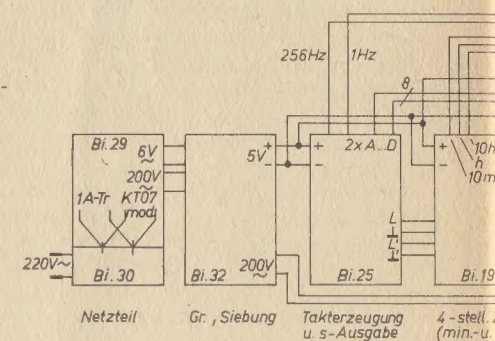 256Hz
1Hz
8
Bi.29
6V
~
200V
~
1A-Tr
KT07
mod.
220V~
Bi.30
5V
+
−
200V
~
Bi.32
+
−
2xA...D
L
⊥
L'
⊥'
Bi.25
+
−
10h
h
10m
Bi.19
Netzteil
Gr., Siebung
Takterzeugung
u. s-Ausgabe
4-stell.
(min.-u.